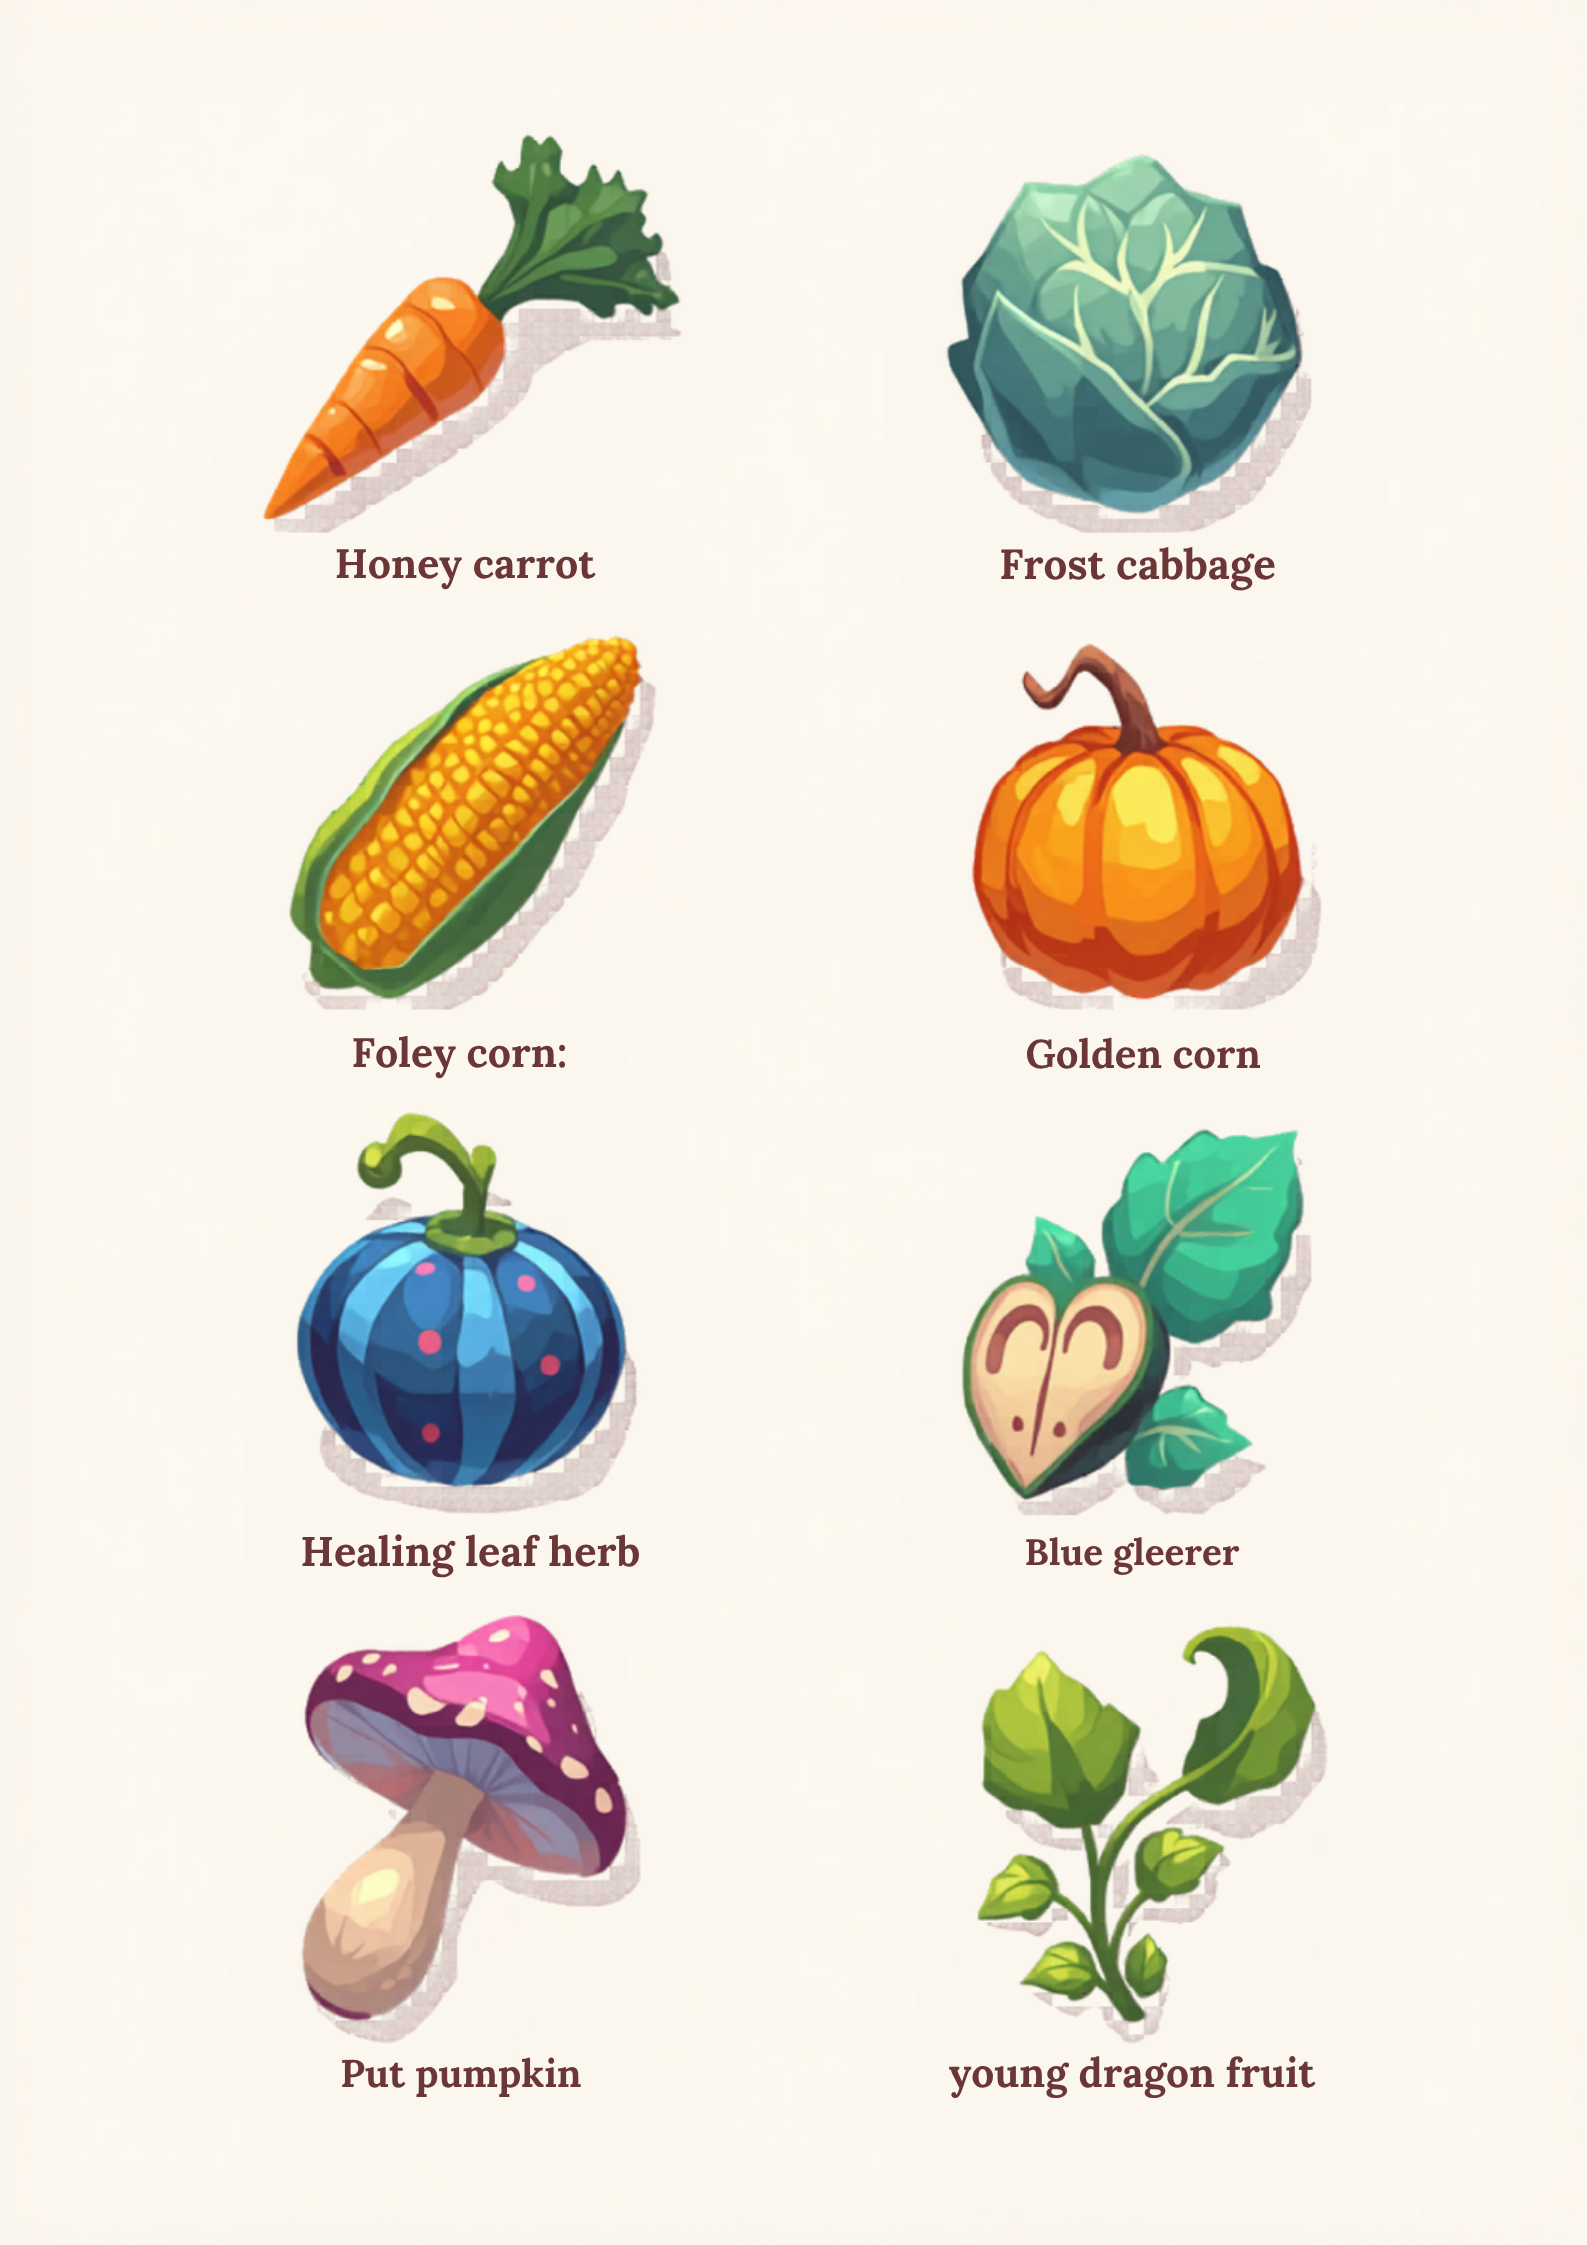 Honey carrot
Frost cabbage
Foley corn:
Golden corn
Healing leaf herb
Blue gleerer
Put pumpkin
young dragon fruit